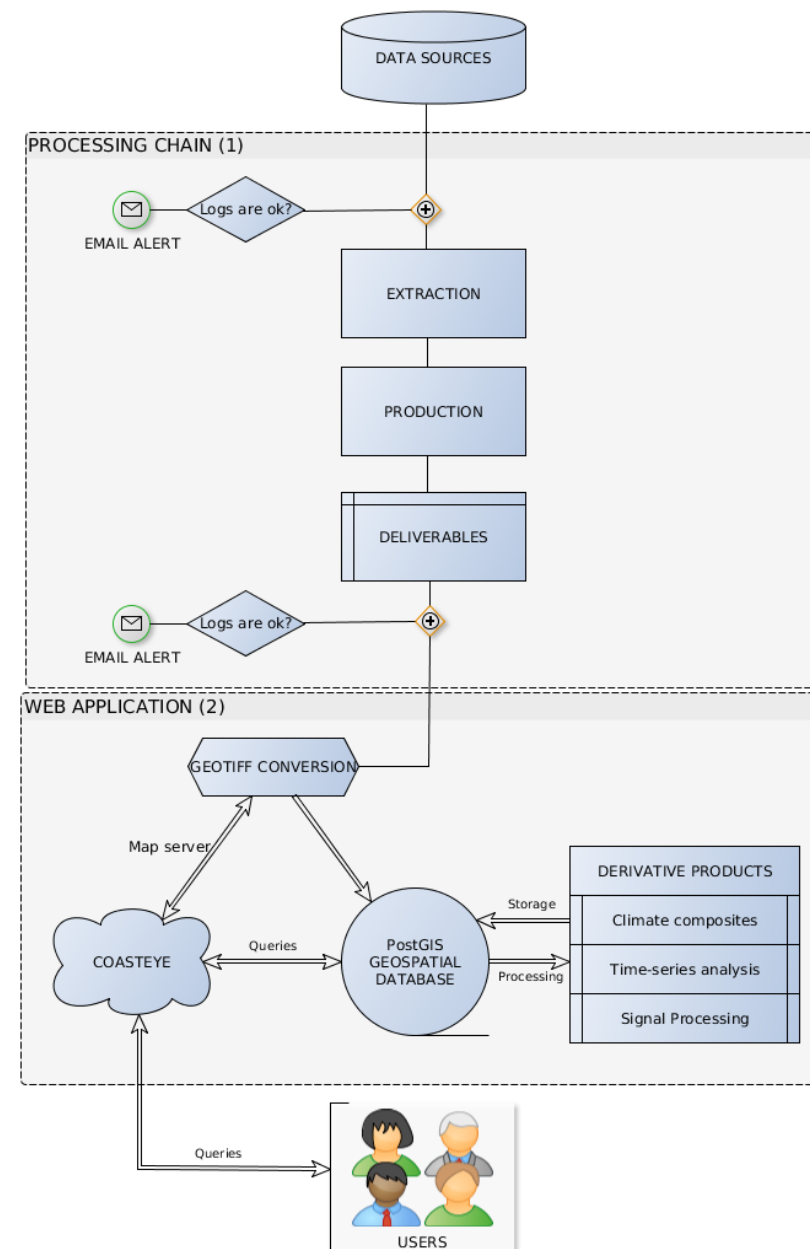 DATA SOURCES
PROCESSING CHAIN (1)
Logs are ok?
EMAIL ALERT
EXTRACTION
PRODUCTION
DELIVERABLES
Logs are ok?
EMAIL ALERT
WEB APPLICATION (2)
GEOTIFF CONVERSION
Map server
DERIVATIVE PRODUCTS
Storage
Climate composites
Queries
PostGIS
GEOSPATIAL
DATABASE
COASTEYE
Processing
Time-series analysis
Signal Processing
Queries
USERS